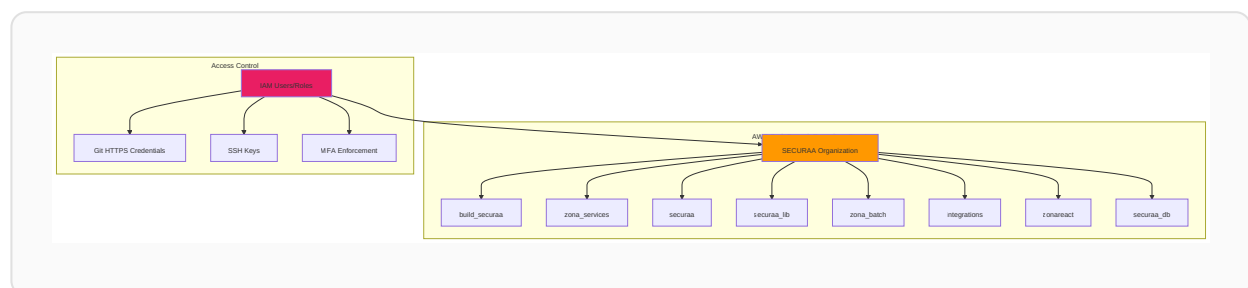 Access Control
IAM Users/Roles
Git HTTPS Credentials
SSH Keys
MFA Enforcement
SECURAA Organization
build_securaa
zona_services
securaa
securaa_lib
zona_batch
integrations
zonareact
securaa_db